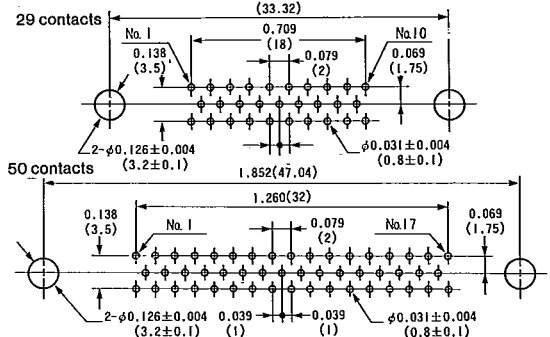 (33.32)
29 contacts
0.709
(18)
No.1
No.10
0.138
(3.5)
0.079
(2)
0.069
(1.75)
2-φ0.126±0.004
(3.2±0.1)
φ0.031±0.004
(0.8±0.1)
50 contacts
1.852(47.04)
1.260(32)
0.138
(3.5)
No.1
0.079
(2)
No.17
0.069
(1.75)
2-φ0.126±0.004
(3.2±0.1)
0.039
(1)
0.039
(1)
φ0.031±0.004
(0.8±0.1)